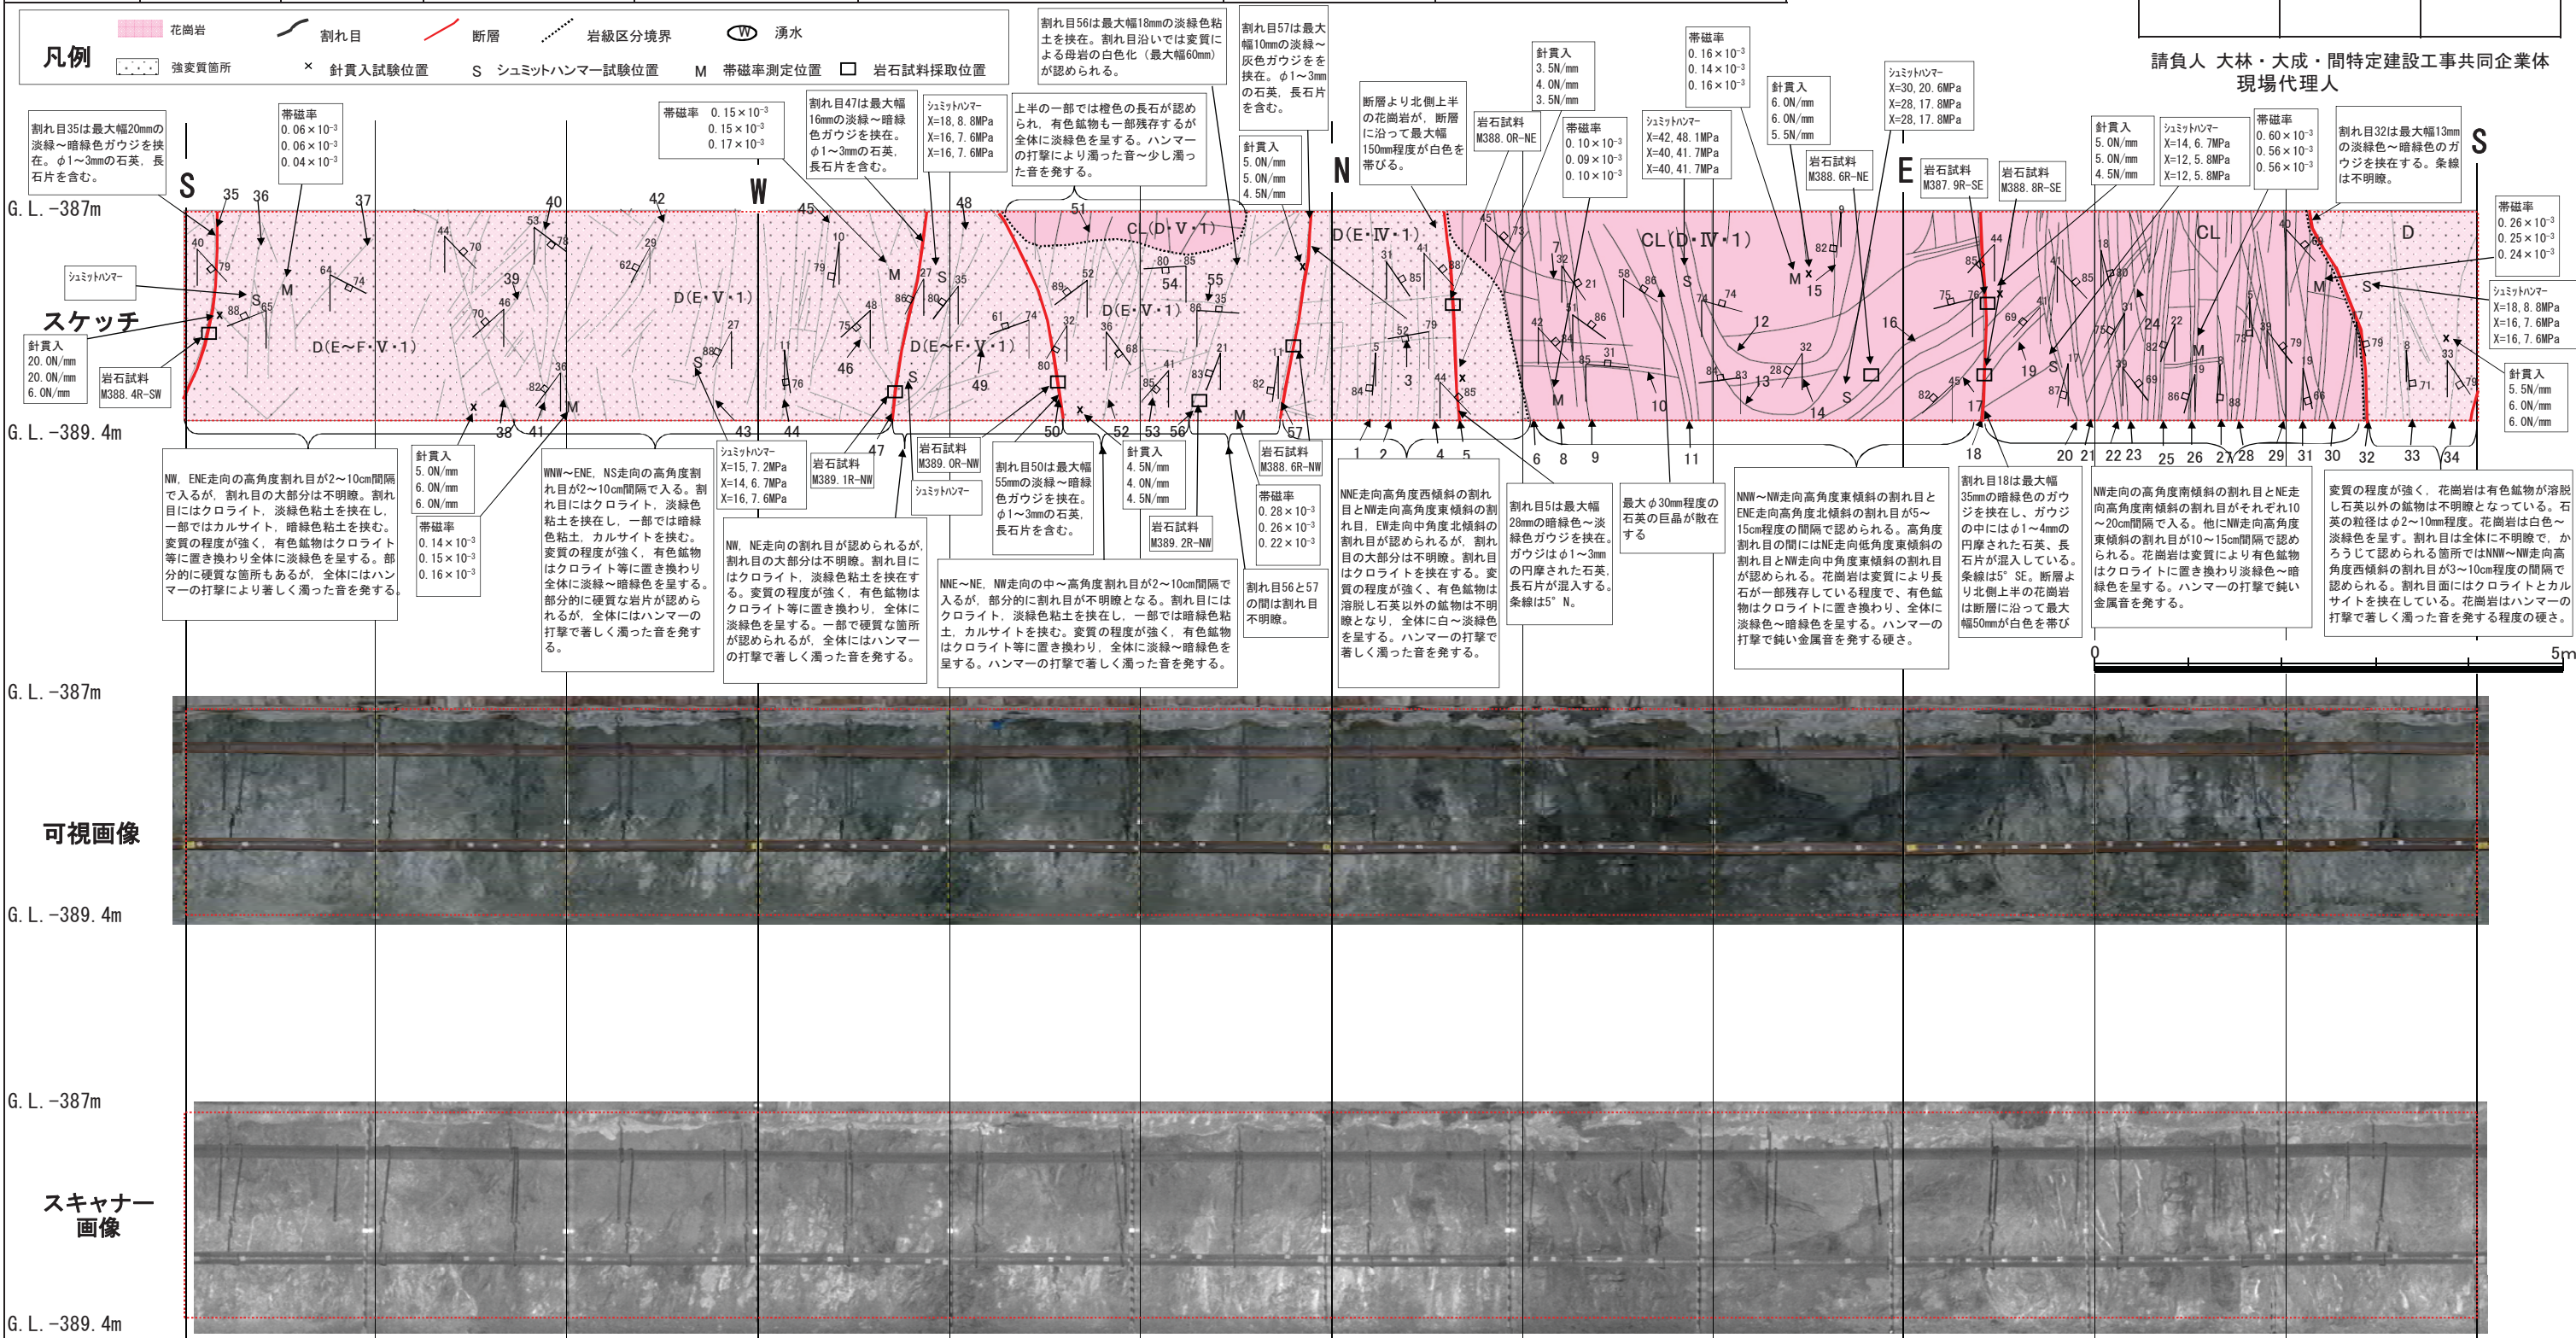 凡例
花崗岩
割れ目
断層
岩級区分境界
W 湧水
強変質箇所
× 針貫入試験位置
S シュミットハンマー試験位置
M 帯磁率測定位置
岩石試料採取位置
請負人 大林・大成・間特定建設工事共同企業体
現場代理人
割れ目35は最大幅20mmの
淡緑~暗緑色ガウジを挟
在。φ1~3mmの石英，長
石片を含む。
帯磁率
0.06×10⁻³
0.06×10⁻³
0.04×10⁻³
帯磁率 0.15×10⁻³
0.15×10⁻³
0.17×10⁻³
割れ目47は最大幅
16mmの淡緑~暗緑
色ガウジを挟在。
φ1~3mmの石英，
長石片を含む。
シュミットハンマー
X=18, 8.8MPa
X=16, 7.6MPa
X=16, 7.6MPa
割れ目56は最大幅18mmの淡緑色粘
土を挟在。割れ目沿いでは変質に
よる母岩の白色化（最大幅60mm）
が認められる。
上半の一部では橙色の長石が認め
られ，有色鉱物も一部残存するが
全体に淡緑色を呈する。ハンマー
の打撃により濁った音~少し濁っ
た音を発する。
割れ目57は最大
幅10mmの淡緑~
灰色ガウジをを
挟在。φ1~3mm
の石英，長石片
を含む。
針貫入
5.0N/mm
5.0N/mm
4.5N/mm
断層より北側上半
の花崗岩が，断層
に沿って最大幅
150mm程度が白色を
帯びる。
岩石試料
M388.0R-NE
針貫入
3.5N/mm
4.0N/mm
3.5N/mm
帯磁率
0.10×10⁻³
0.09×10⁻³
0.10×10⁻³
シュミットハンマー
X=42, 48.1MPa
X=40, 41.7MPa
X=40, 41.7MPa
帯磁率
0.16×10⁻³
0.14×10⁻³
0.16×10⁻³
針貫入
6.0N/mm
6.0N/mm
5.5N/mm
岩石試料
M388.6R-NE
シュミットハンマー
X=30, 20.6MPa
X=28, 17.8MPa
X=28, 17.8MPa
岩石試料
M387.9R-SE
岩石試料
M388.8R-SE
針貫入
5.0N/mm
5.0N/mm
4.5N/mm
シュミットハンマー
X=14, 6.7MPa
X=12, 5.8MPa
X=12, 5.8MPa
帯磁率
0.60×10⁻³
0.56×10⁻³
0.56×10⁻³
割れ目32は最大幅13mm
の淡緑色~暗緑色のガ
ウジを挟在する。条線
は不明瞭。
帯磁率
0.26×10⁻³
0.25×10⁻³
0.24×10⁻³
シュミットハンマー
X=18, 8.8MPa
X=16, 7.6MPa
X=16, 7.6MPa
針貫入
5.5N/mm
6.0N/mm
6.0N/mm
S W N E S
G.L.-387m
シュミットハンマー
スケッチ
針貫入
20.0N/mm
20.0N/mm
6.0N/mm
岩石試料
M388.4R-SW
G.L.-389.4m
35 36 37 40 42 45 48 51
39 46 49 54 55 3 7 12 10 13 14 15 16 17 19 24
D(E~F・Ⅴ・1)
D(E・Ⅴ・1)
D(E~F・Ⅴ・1)
D(E・Ⅴ・1)
CL(D・Ⅴ・1)
D(E・Ⅳ・1)
CL(D・Ⅳ・1)
CL
D
38 41 43 44 47 50 52 53 56 57 1 2 4 5 6 8 9 11 18 20 21 22 23 25 26 27 28 29 31 30 32 33 34
NW，ENE走向の高角度割れ目が2~10cm間隔
で入るが，割れ目の大部分は不明瞭。割れ
目にはクロライト，淡緑色粘土を挟在し，
一部ではカルサイト，暗緑色粘土を挟む。
変質の程度が強く，有色鉱物はクロライト
等に置き換わり全体に淡緑色を呈する。部
分的に硬質な箇所もあるが，全体にはハン
マーの打撃により著しく濁った音を発する。
針貫入
5.0N/mm
6.0N/mm
6.0N/mm
帯磁率
0.14×10⁻³
0.15×10⁻³
0.16×10⁻³
WNW~ENE，NS走向の高角度割
れ目が2~10cm間隔で入る。割
れ目にはクロライト，淡緑色
粘土を挟在し，一部では暗緑
色粘土，カルサイトを挟む。
変質の程度が強く，有色鉱物
はクロライト等に置き換わり
全体に淡緑~暗緑色を呈する。
部分的に硬質な岩片が認めら
れるが，全体にはハンマーの
打撃で著しく濁った音を発す
る。
シュミットハンマー
X=15, 7.2MPa
X=14, 6.7MPa
X=16, 7.6MPa
岩石試料
M389.1R-NW
NW，NE走向の割れ目が認められるが，
割れ目の大部分は不明瞭。割れ目に
はクロライト，淡緑色粘土を挟在す
る。変質の程度が強く，有色鉱物は
クロライト等に置き換わり，全体に
淡緑色を呈する。一部で硬質な箇所
が認められるが，全体にはハンマー
の打撃で著しく濁った音を発する。
岩石試料
M389.0R-NW
シュミットハンマー
割れ目50は最大幅
55mmの淡緑~暗緑
色ガウジを挟在。
φ1~3mmの石英，
長石片を含む。
針貫入
4.5N/mm
4.0N/mm
4.5N/mm
岩石試料
M389.2R-NW
NNE~NE，NW走向の中~高角度割れ目が2~10cm間隔で
入るが，部分的に割れ目が不明瞭となる。割れ目には
クロライト，淡緑色粘土を挟在し，一部では暗緑色粘
土，カルサイトを挟む。変質の程度が強く，有色鉱物
はクロライト等に置き換わり，全体に淡緑~暗緑色を
呈する。ハンマーの打撃で著しく濁った音を発する。
岩石試料
M388.6R-NW
帯磁率
0.28×10⁻³
0.26×10⁻³
0.22×10⁻³
割れ目56と57
の間は割れ目
不明瞭。
NNE走向高角度西傾斜の割れ
目とNW走向高角度東傾斜の割
れ目，EW走向中角度北傾斜の
割れ目が認められるが，割れ
目の大部分は不明瞭。割れ目
はクロライトを挟在する。変
質の程度が強く，有色鉱物は
溶脱し石英以外の鉱物は不明
瞭となり，全体に白~淡緑色
を呈する。ハンマーの打撃で
著しく濁った音を発する。
割れ目5は最大幅
28mmの暗緑色~淡
緑色ガウジを挟在。
ガウジはφ1~3mm
の円摩された石英，
長石片が混入する。
条線は5°N。
最大φ30mm程度の
石英の巨晶が散在
する
NNW~NW走向高角度東傾斜の割れ目と
ENE走向高角度北傾斜の割れ目が5~
15cm程度の間隔で認められる。高角度
割れ目の間にはNE走向低角度東傾斜の
割れ目とNW走向中角度東傾斜の割れ目
が認められる。花崗岩は変質により長
石が一部残存している程度で、有色鉱
物はクロライトに置き換わり、全体に
淡緑色~暗緑色を呈する。ハンマーの
打撃で鈍い金属音を発する硬さ。
割れ目18は最大幅
35mmの暗緑色のガウ
ジを挟在し、ガウジ
の中にはφ1~4mmの
円摩された石英、長
石片が混入している。
条線は5°SE。断層よ
り北側上半の花崗岩
は断層に沿って最大
幅50mmが白色を帯び
NW走向の高角度南傾斜の割れ目とNE走
向高角度南傾斜の割れ目がそれぞれ10
~20cm間隔で入る。他にNW走向高角度
東傾斜の割れ目が10~15cm間隔で認め
られる。花崗岩は変質により有色鉱物
はクロライトに置き換わり淡緑色~暗
緑色を呈する。ハンマーの打撃で鈍い
金属音を発する。
変質の程度が強く，花崗岩は有色鉱物が溶脱
し石英以外の鉱物は不明瞭となっている。石
英の粒径はφ2~10mm程度。花崗岩は白色~
淡緑色を呈す。割れ目は全体に不明瞭で，か
ろうじて認められる箇所ではNNW~NW走向高
角度西傾斜の割れ目が3~10cm程度の間隔で
認められる。割れ目面にはクロライトとカル
サイトを挟在している。花崗岩はハンマーの
打撃で著しく濁った音を発する程度の硬さ。
0 5m
G.L.-387m
可視画像
G.L.-389.4m
G.L.-387m
スキャナー
画像
G.L.-389.4m